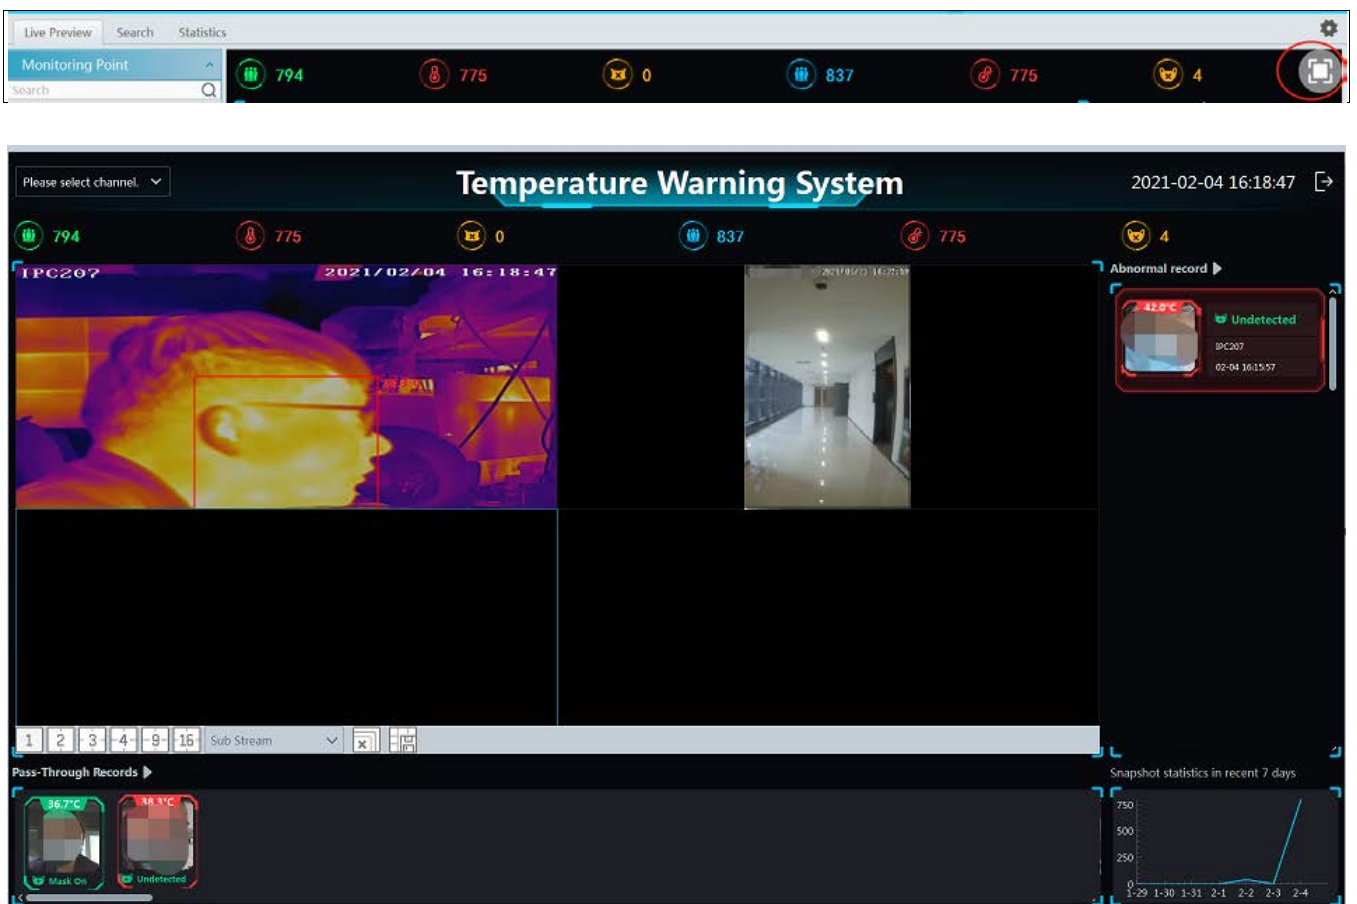 Live Preview Search Statistics
Monitoring Point
Search
794 775 0 837 775 4
Please select channel.
Temperature Warning System
2021-02-04 16:18:47
794 775 0 837 775 4
IPC207 2021/02/04 16:18:47
Abnormal record
42.0°C
Undetected
IPC207
02-04 16:15:57
1 2 3 4 9 16 Sub Stream
Pass-Through Records
36.7°C
Mask On
38.3°C
Undetected
Snapshot statistics in recent 7 days
750
500
250
0
1-29 1-30 1-31 2-1 2-2 2-3 2-4